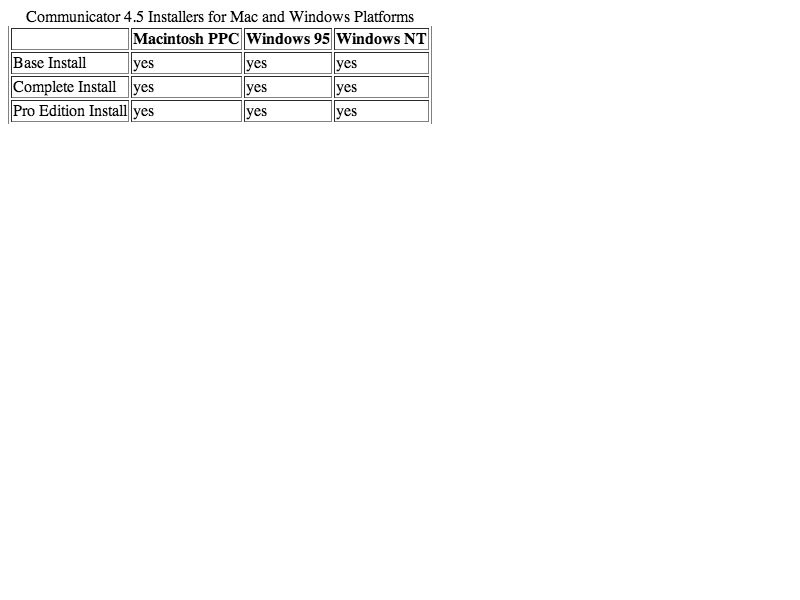 Communicator 4.5 Installers for Mac and Windows Platforms
Macintosh PPC Windows 95 Windows NT
Base Install yes yes yes
Complete Install yes yes yes
Pro Edition Install yes yes yes